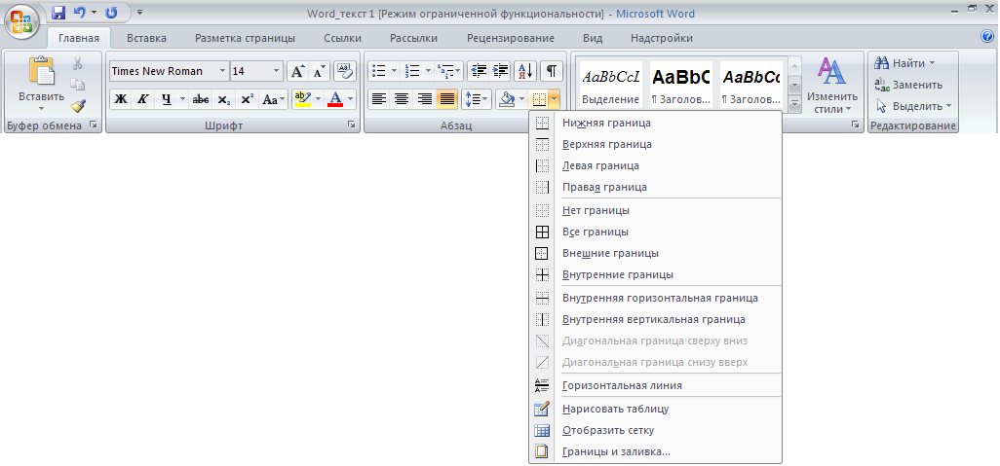 Word_текст 1 [Режим ограниченной функциональности] - Microsoft Word
Главная Вставка Разметка страницы Ссылки Рассылки Рецензирование Вид Надстройки
Вставить
Буфер обмена
Times New Roman 14
Ж К Ч abc x₂ x² Aa ab А
Шрифт
Абзац
AaBbCcL AaBbC AaBbCc
Выделение ¶ Заголов... ¶ Заголов...
Изменить
стили
Найти
Заменить
Выделить
Редактирование
Нижняя граница
Верхняя граница
Левая граница
Правая граница
Нет границы
Все границы
Внешние границы
Внутренние границы
Внутренняя горизонтальная граница
Внутренняя вертикальная граница
Диагональная граница сверху вниз
Диагональная граница снизу вверх
Горизонтальная линия
Нарисовать таблицу
Отобразить сетку
Границы и заливка...